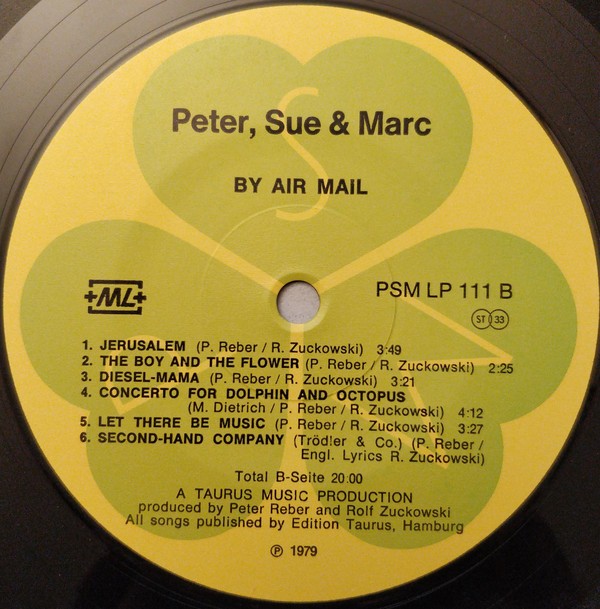 S
Peter, Sue & Marc
BY AIR MAiL
+ML+
PSM LP 111 B
ST 33
1. JERUSALEM (P. Reber / R. Zuckowski) 3:49
2. THE BOY AND THE FLOWER (P. Reber / R. Zuckowski) 2:25
3. DIESEL-MAMA (P. Reber / R. Zuckowski) 3:21
4. CONCERTO FOR DOLPHIN AND OCTOPUS
(M. Dietrich / P. Reber / R. Zuckowski) 4:12
5. LET THERE BE MUSIC (P. Reber / R. Zuckowski) 3:27
6. SECOND-HAND COMPANY (Trödler & Co.) (P. Reber /
Engl. Lyrics R. Zuckowski)
Total B-Seite 20:00
A TAURUS MUSIC PRODUCTION
produced by Peter Reber and Rolf Zuckowski
All songs published by Edition Taurus, Hamburg
℗ 1979